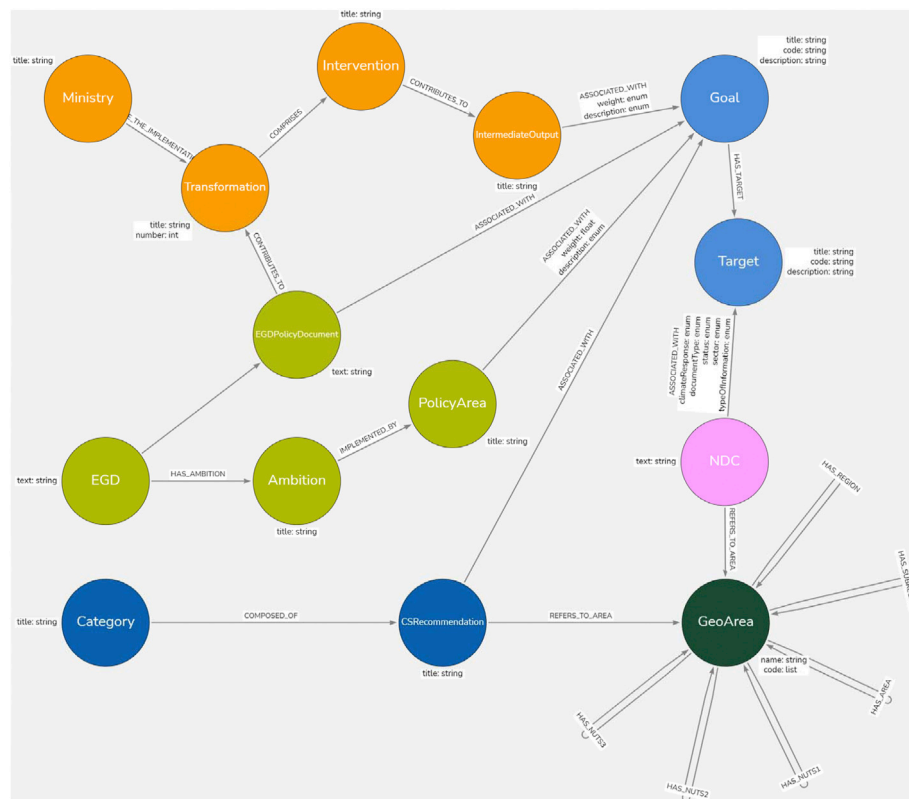 title: string
Intervention
title: string
Ministry
CONTRIBUTES_TO
COMPRISES
IntermediateOutput
title: string
ASSOCIATED_WITH
weight: enum
description: enum
title: string
code: string
description: string
Goal
Transformation
title: string
number: int
CONTRIBUTES_TO
ASSOCIATED_WITH
ASSOCIATED_WITH
weight: float
description: enum
HAS_TARGET
Target
title: string
code: string
description: string
EGDPolicyDocument
text: string
ASSOCIATED_WITH
ASSOCIATED_WITH
climateResponse: enum
documentType: enum
status: enum
sector: enum
typeOfInformation: enum
PolicyArea
title: string
IMPLEMENTED_BY
text: string
EGD
HAS_AMBITION
Ambition
title: string
text: string
NDC
HAS_REGION
REFERS_TO_AREA
title: string
Category
COMPOSED_OF
CSRecommendation
title: string
REFERS_TO_AREA
GeoArea
name: string
code: list
HAS_AREA
HAS_NUTS3
HAS_NUTS2
HAS_NUTS1